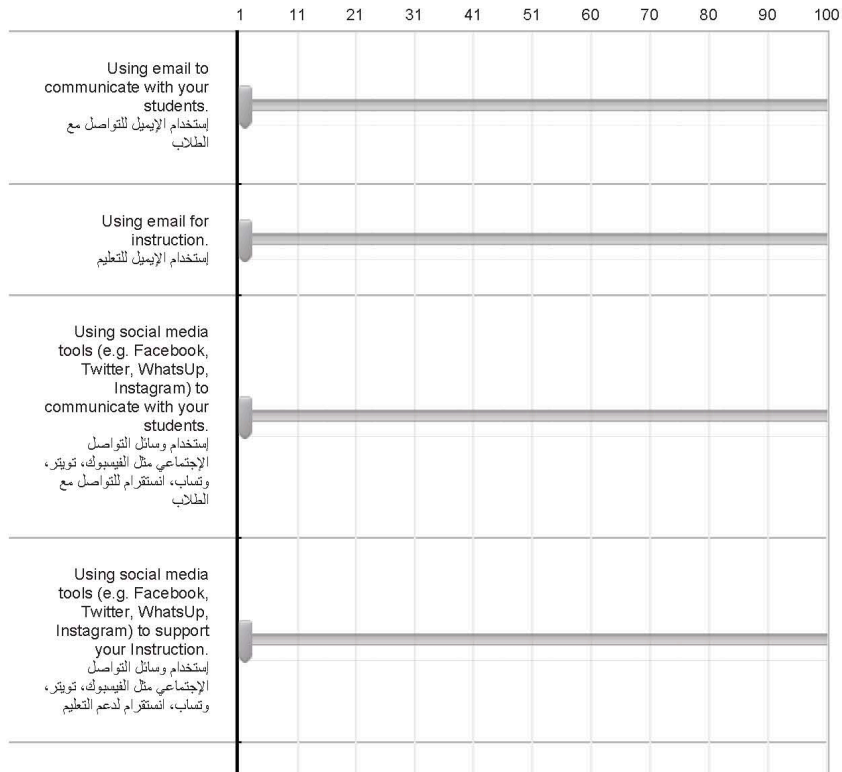 1 11 21 31 41 51 60 70 80 90 100
Using email to
communicate with your
students.
إستخدام الإيميل للتواصل مع
الطلاب
Using email for
instruction.
إستخدام الإيميل للتعليم
Using social media
tools (e.g. Facebook,
Twitter, WhatsUp,
Instagram) to
communicate with your
students.
إستخدام وسائل التواصل
الإجتماعي مثل الفيسبوك، تويتر،
وتساب، انستقرام للتواصل مع
الطلاب
Using social media
tools (e.g. Facebook,
Twitter, WhatsUp,
Instagram) to support
your Instruction.
إستخدام وسائل التواصل
الإجتماعي مثل الفيسبوك، تويتر،
وتساب، انستقرام لدعم التعليم